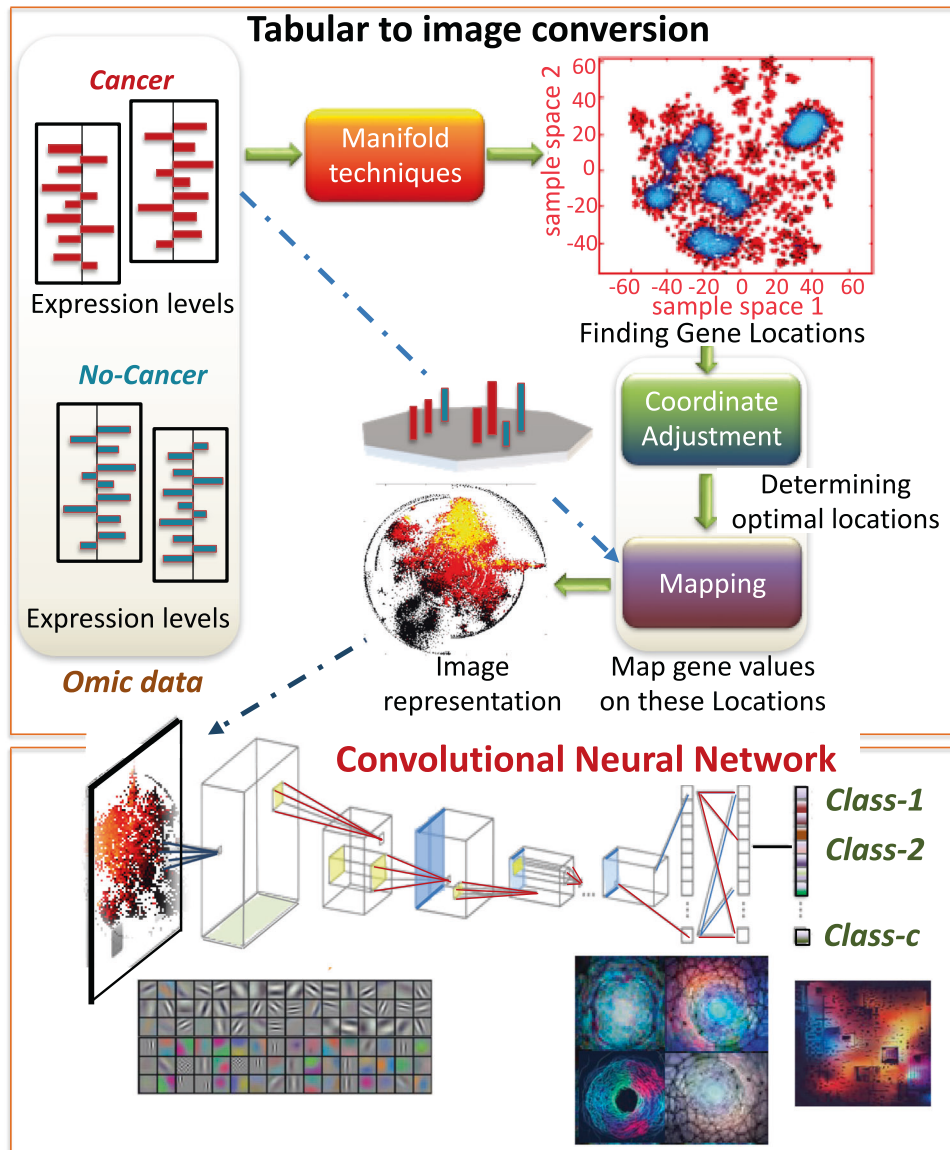 Tabular to image conversion
Cancer
Expression levels
No-Cancer
Expression levels
Omic data
Manifold
techniques
sample space 2
60
40
20
0
-20
-40
-60 -40 -20 0 20 40 60
sample space 1
Finding Gene Locations
Coordinate
Adjustment
Determining
optimal locations
Mapping
Map gene values
on these Locations
Image
representation
Convolutional Neural Network
...
Class-1
Class-2
Class-c